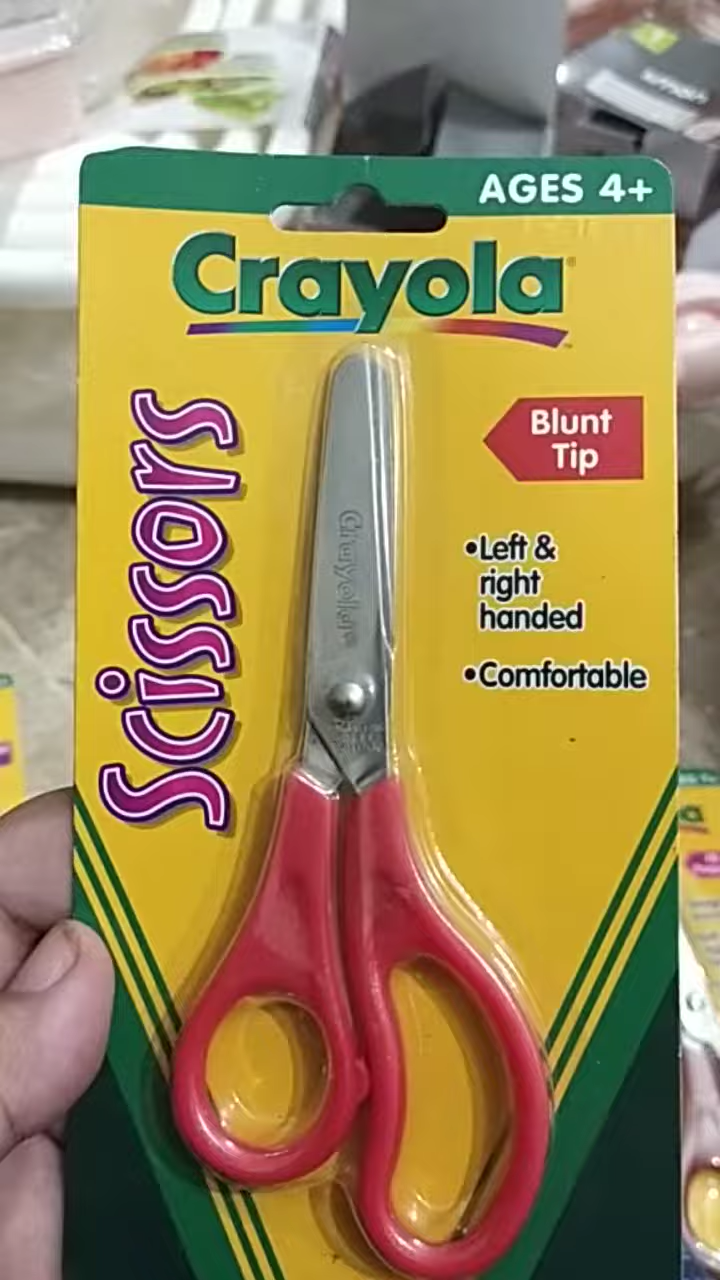 AGES 4+
Crayola
Scissors
Blunt
Tip
•Left &
right
handed
•Comfortable
Crayola®